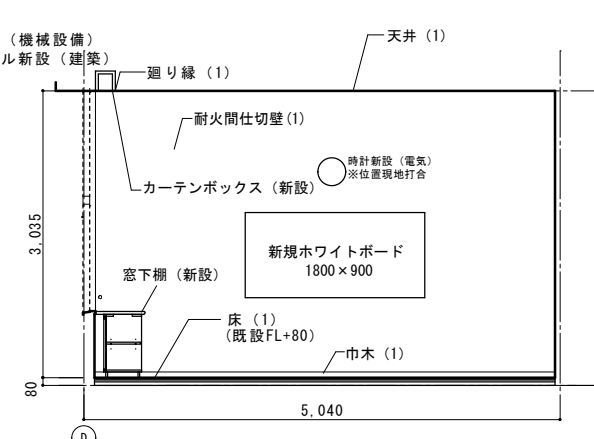 (機械設備)
ル新設(建築)
天井(1)
廻り縁(1)
耐火間仕切壁(1)
時計新設(電気)
※位置現地打合
カーテンボックス(新設)
3,035
新規ホワイトボード
1800×900
窓下棚(新設)
床(1)
(既設FL+80)
巾木(1)
80
5,040